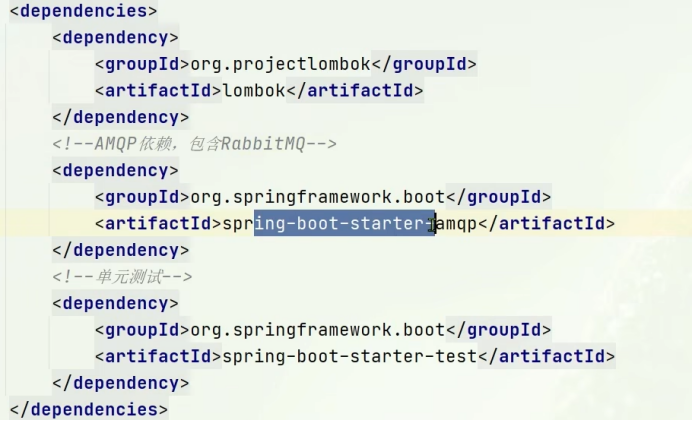 <dependencies>
<dependency>
<groupId>org.projectlombok</groupId>
<artifactId>lombok</artifactId>
</dependency>
<!--AMQP依赖，包含RabbitMQ-->
<dependency>
<groupId>org.springframework.boot</groupId>
<artifactId>spring-boot-starter-amqp</artifactId>
</dependency>
<!--单元测试-->
<dependency>
<groupId>org.springframework.boot</groupId>
<artifactId>spring-boot-starter-test</artifactId>
</dependency>
</dependencies>